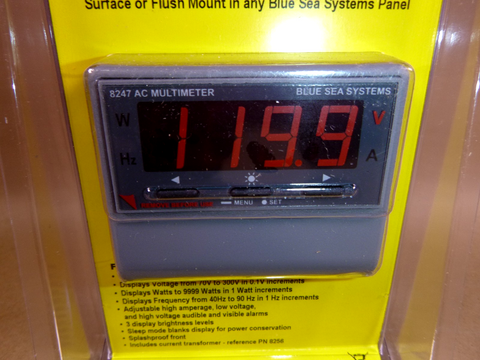 Surface or Flush Mount in any Blue Sea Systems Panel
8247 AC MULTIMETER BLUE SEA SYSTEMS
W V
119.9
Hz A
MENU SET
Displays Voltage from 70V to 300V in 0.1V increments
• Displays Watts to 9999 Watts in 1 Watt increments
• Displays Frequency from 40Hz to 90 Hz in 1 Hz increments
• Adjustable high amperage, low voltage,
and high voltage audible and visible alarms
• 3 display brightness levels
• Sleep mode blanks display for power conservation
• Splashproof front
• Includes current transformer - reference PN 8256